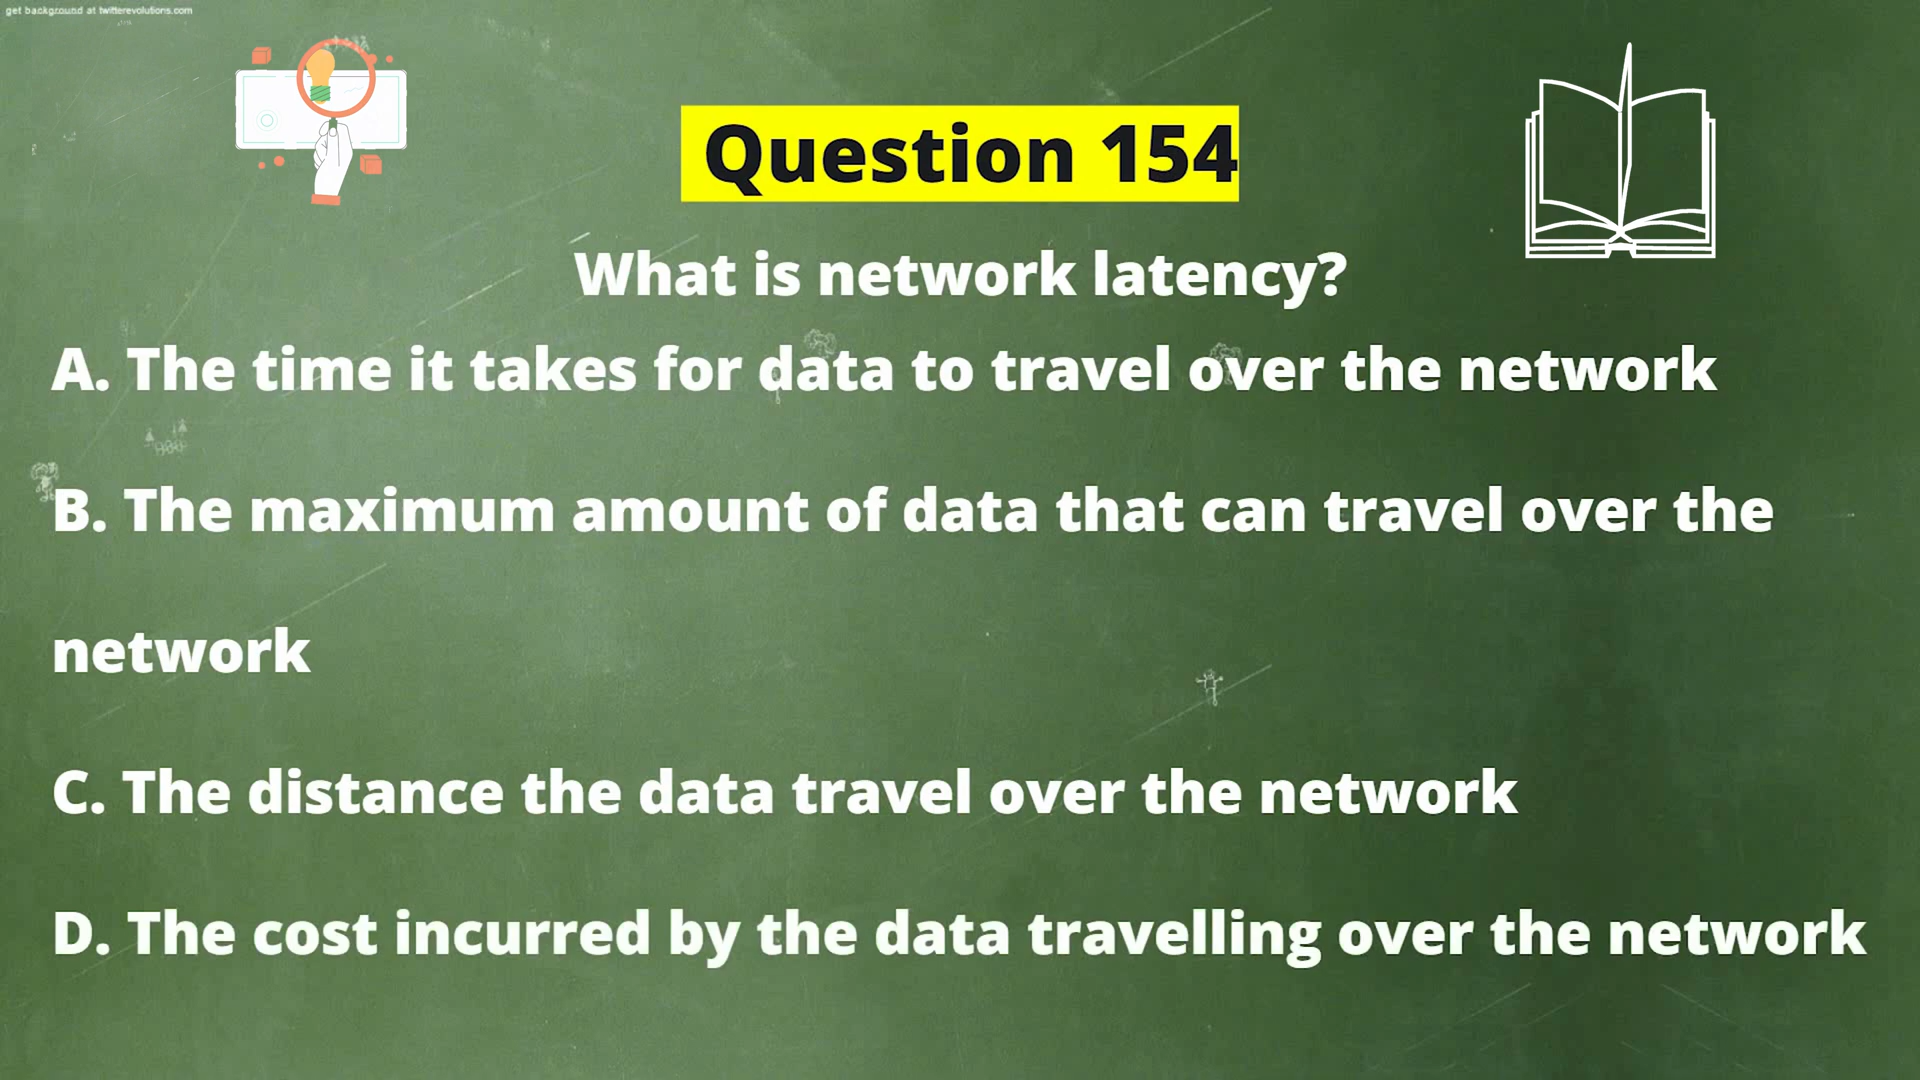 get background at twitterevolutions.com
Question 154
What is network latency?
A. The time it takes for data to travel over the network
B. The maximum amount of data that can travel over the
network
C. The distance the data travel over the network
D. The cost incurred by the data travelling over the network